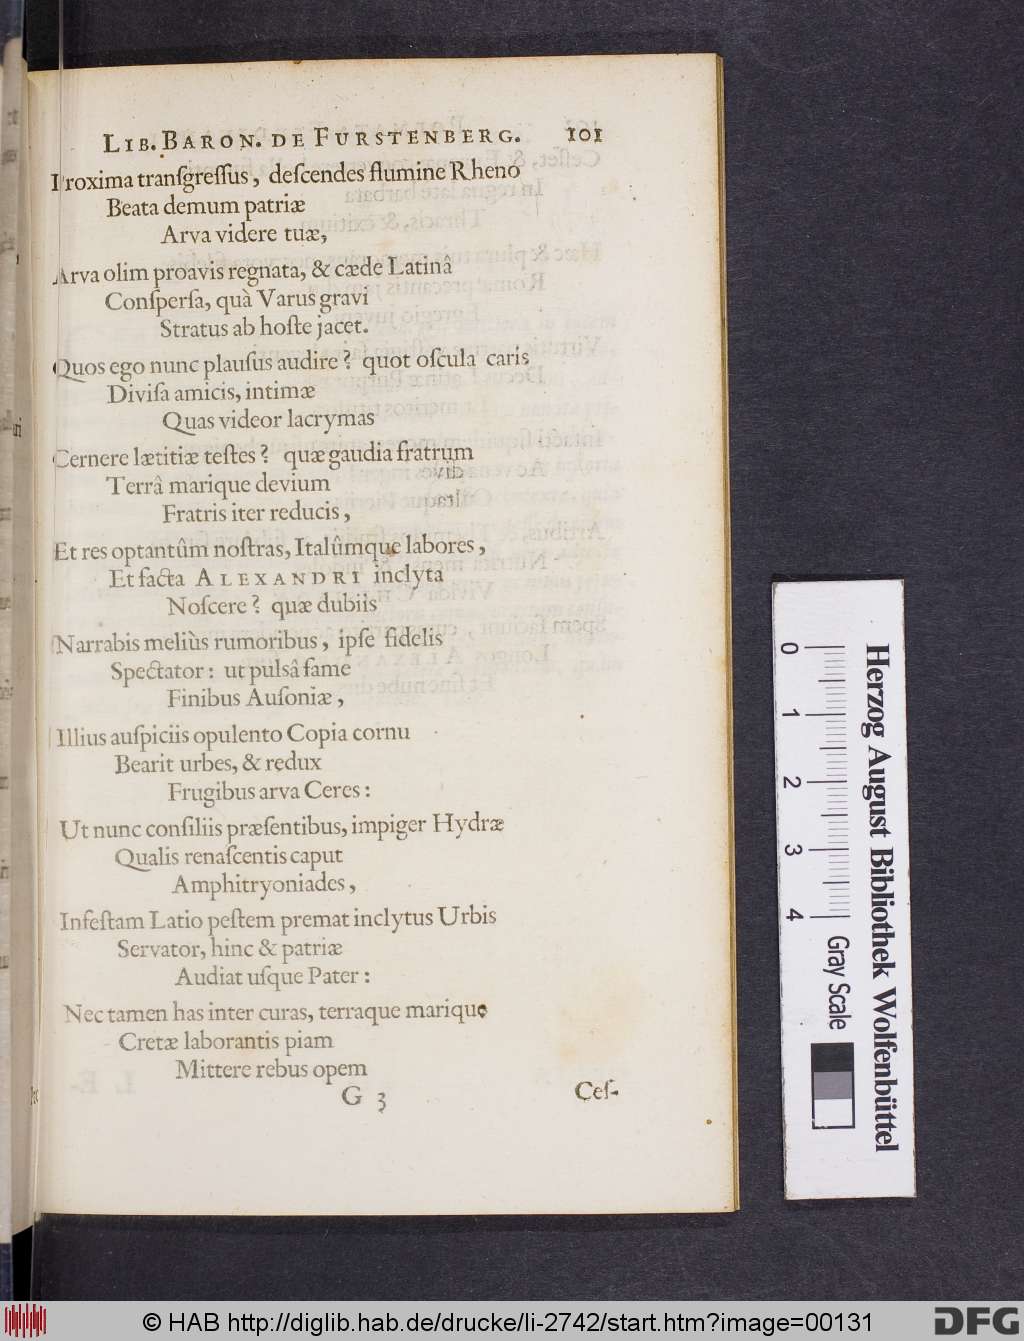 LIB. BARON. DE FURSTENBERG. 101
Proxima tranſgreſſus, deſcendes flumine Rheno
Beata demum patriæ
Arva videre tuæ,
Arva olim proavis regnata, & cæde Latinâ
Conſperſa, quà Varus gravi
Stratus ab hoſte jacet.
Quos ego nunc plauſus audire? quot oſcula caris
Diviſa amicis, intimæ
Quas videor lacrymas
Cernere lætitiæ teſtes? quæ gaudia fratrum
Terrâ marique devium
Fratris iter reducis,
Et res optantûm noſtras, Italûmque labores,
Et facta ALEXANDRI inclyta
Noſcere? quæ dubiis
Narrabis meliùs rumoribus, ipſe fidelis
Spectator: ut pulsâ fame
Finibus Auſoniæ,
Illius auſpiciis opulento Copia cornu
Bearit urbes, & redux
Frugibus arva Ceres:
Ut nunc conſiliis præſentibus, impiger Hydræ
Qualis renaſcentis caput
Amphitryoniades,
Infeſtam Latio peſtem premat inclytus Urbis
Servator, hinc & patriæ
Audiat uſque Pater:
Nec tamen has inter curas, terraque marique
Cretæ laborantis piam
Mittere rebus opem
G 3 Ceſ-
0 1 2 3 4
Gray Scale
Herzog August Bibliothek Wolfenbüttel
© HAB http://diglib.hab.de/drucke/li-2742/start.htm?image=00131
DFG